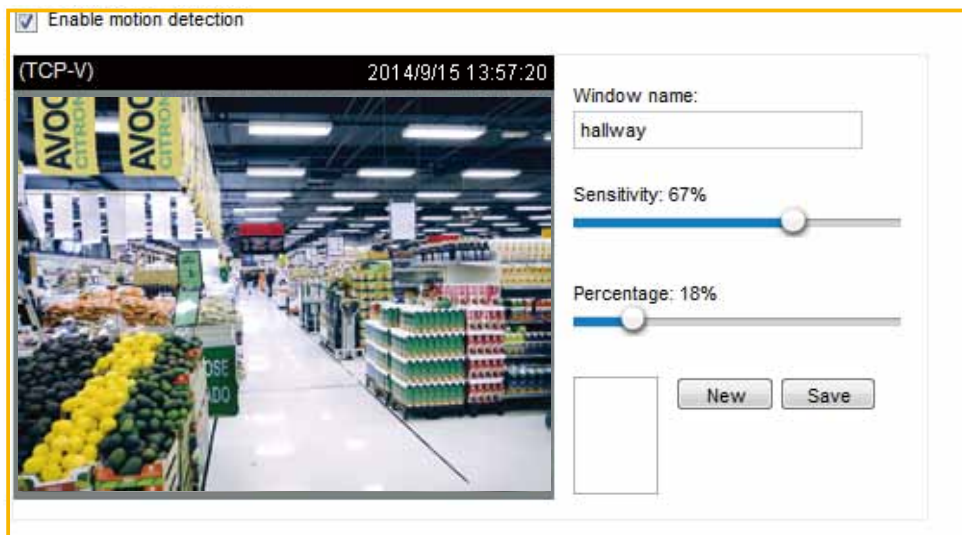 Enable motion detection
(TCP-V) 2014/9/15 13:57:20
Window name:
hallway
Sensitivity: 67%
Percentage: 18%
New Save
AVOC
CITRON
AVOC
CITRON
OSE
ADO